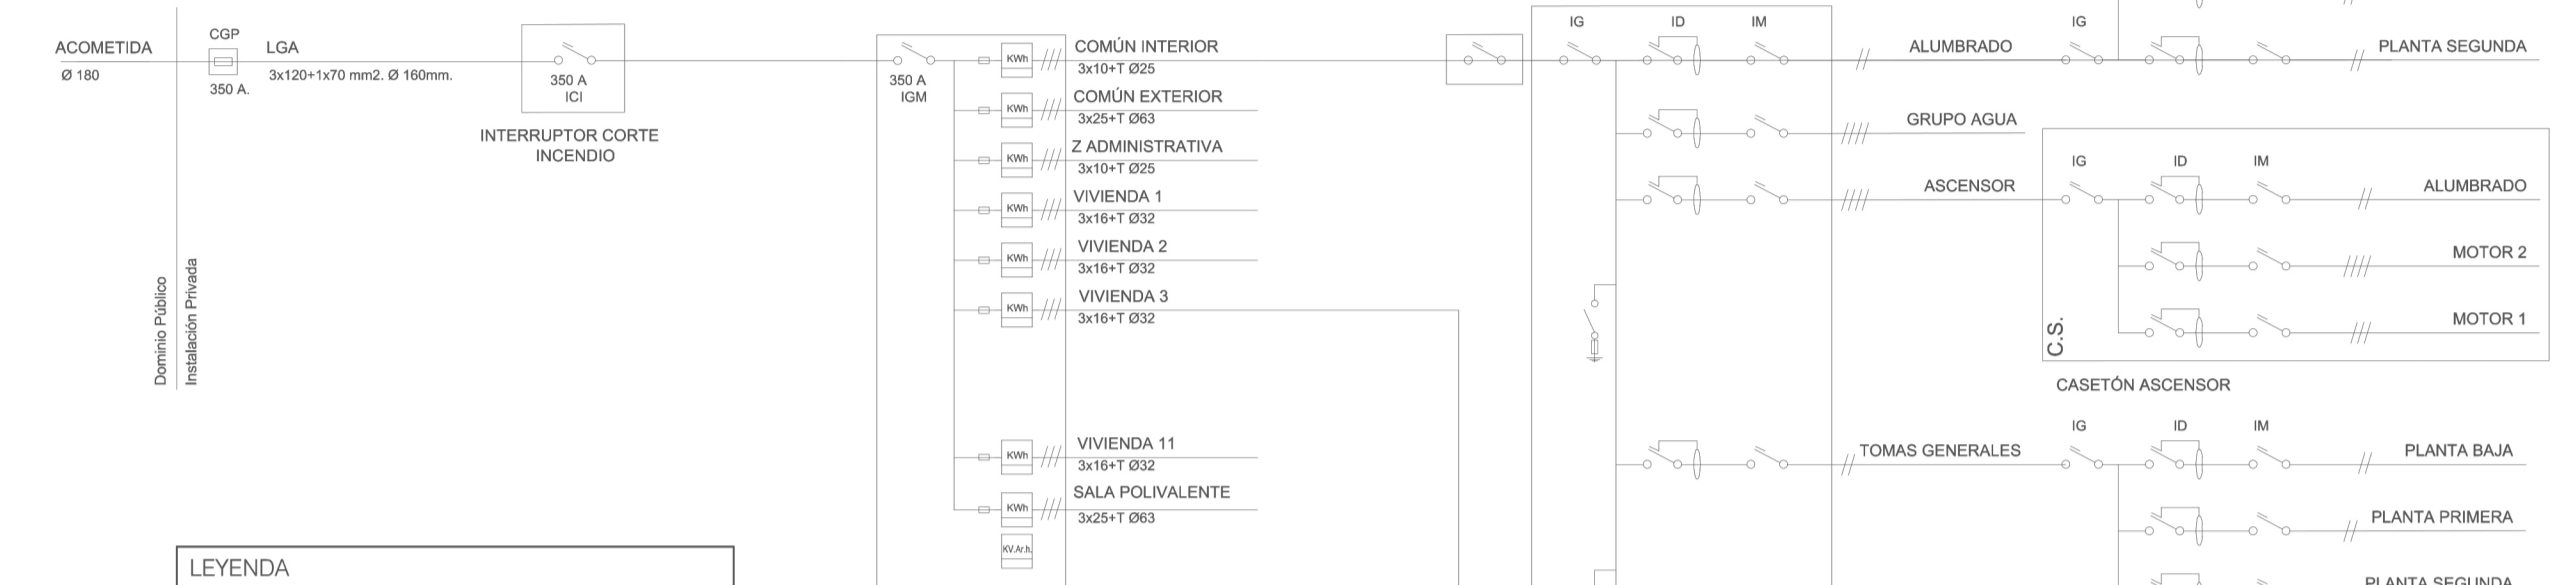 ACOMETIDA
Ø 180
CGP
350 A.
LGA
3x120+1x70 mm2. Ø 160mm.
Dominio Público
Instalación Privada
350 A
ICI
INTERRUPTOR CORTE
INCENDIO
350 A
IGM
KWh
COMÚN INTERIOR
3x10+T Ø25
KWh
COMÚN EXTERIOR
3x25+T Ø63
KWh
Z ADMINISTRATIVA
3x10+T Ø25
KWh
VIVIENDA 1
3x16+T Ø32
KWh
VIVIENDA 2
3x16+T Ø32
KWh
VIVIENDA 3
3x16+T Ø32
KWh
VIVIENDA 11
3x16+T Ø32
KWh
SALA POLIVALENTE
3x25+T Ø63
KV.Ar.h.
LEYENDA
IG ID IM
ALUMBRADO
GRUPO AGUA
ASCENSOR
TOMAS GENERALES
IG
PLANTA SEGUNDA
IG ID IM
ALUMBRADO
MOTOR 2
MOTOR 1
C.S.
CASETÓN ASCENSOR
IG ID IM
PLANTA BAJA
PLANTA PRIMERA
PLANTA SEGUNDA